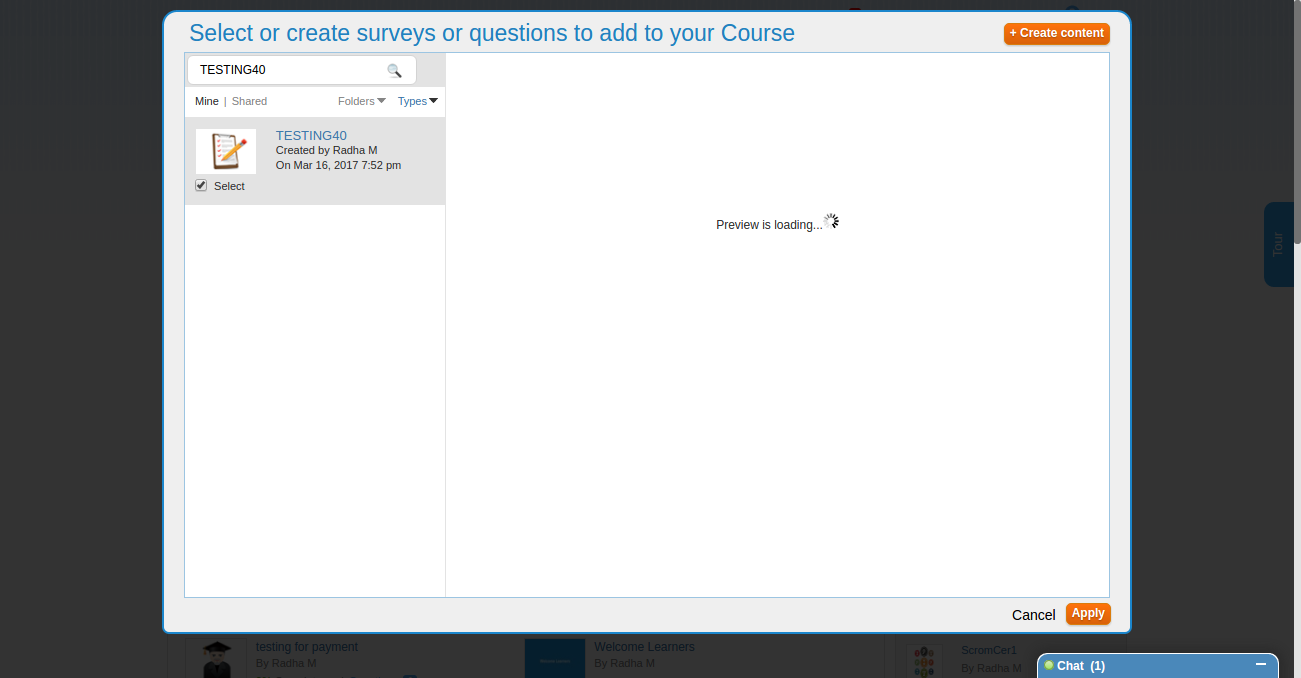 Select or create surveys or questions to add to your Course
+ Create content
TESTING40
Mine | Shared
Folders
Types
TESTING40
Created by Radha M
On Mar 16, 2017 7:52 pm
Select
Preview is loading...
Tour
Cancel
Apply
testing for payment
By Radha M
Welcome Learners
By Radha M
ScromCer1
By Radha M
Chat (1)